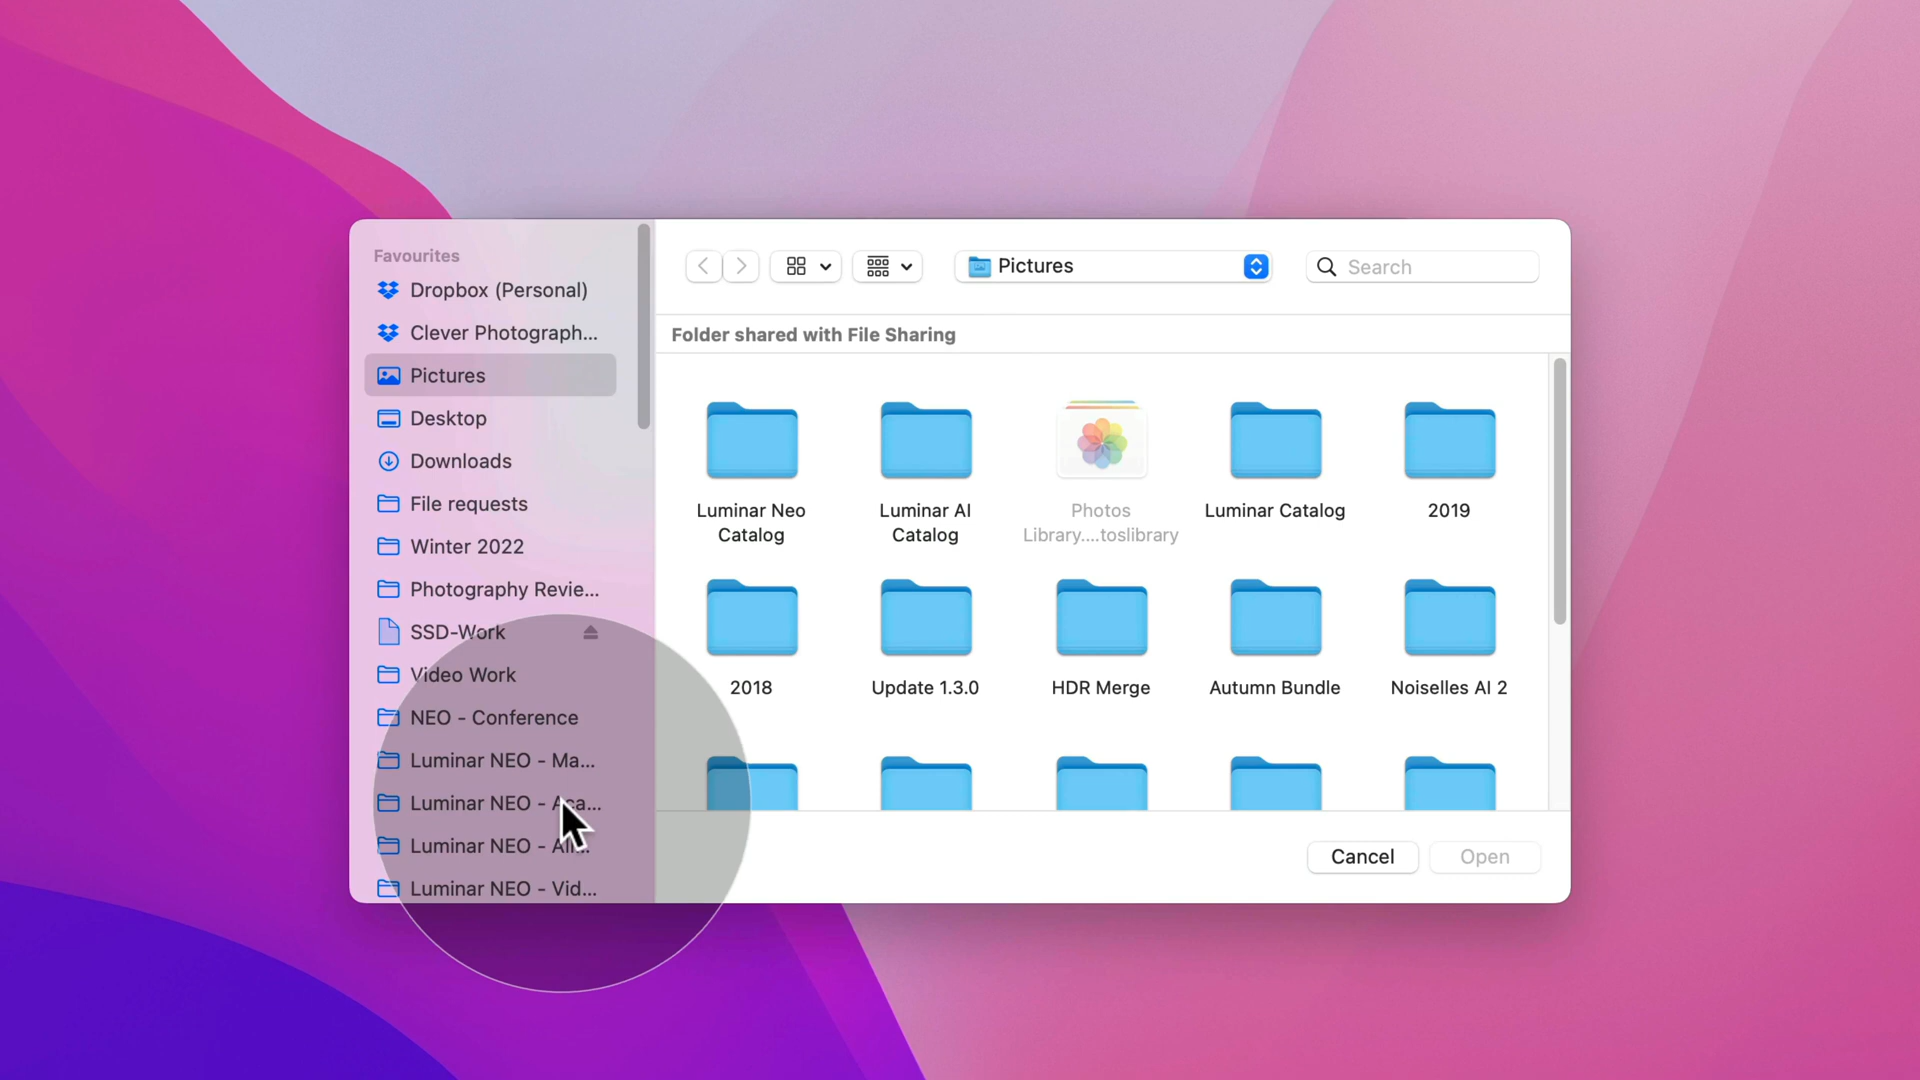 Favourites
Dropbox (Personal)
Clever Photograph...
Pictures
Desktop
Downloads
File requests
Winter 2022
Photography Revie...
SSD-Work
Video Work
NEO - Conference
Luminar NEO - Ma...
Luminar NEO - Aca...
Luminar NEO -
Luminar NEO - Vid...
Pictures
Search
Folder shared with File Sharing
Luminar Neo
Catalog
Luminar AI
Catalog
Photos
Library....toslibrary
Luminar Catalog
2019
2018
Update 1.3.0
HDR Merge
Autumn Bundle
Noiselles AI 2
Cancel
Open